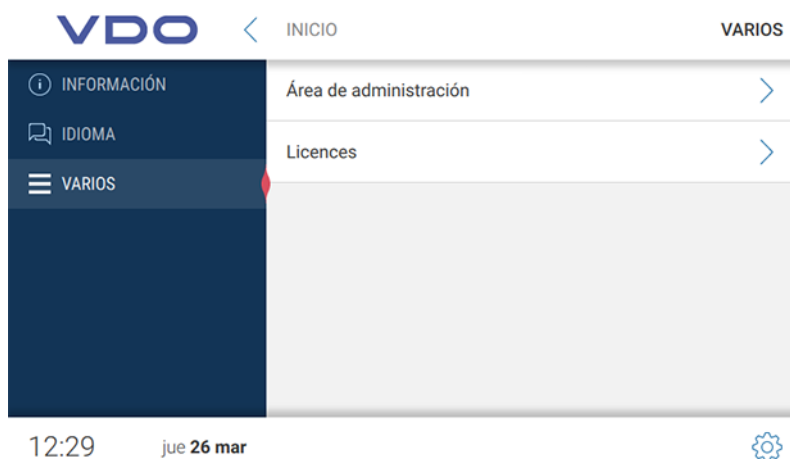 VDO
INICIO
VARIOS
INFORMACIÓN
IDIOMA
VARIOS
Área de administración
Licences
12:29
jue 26 mar